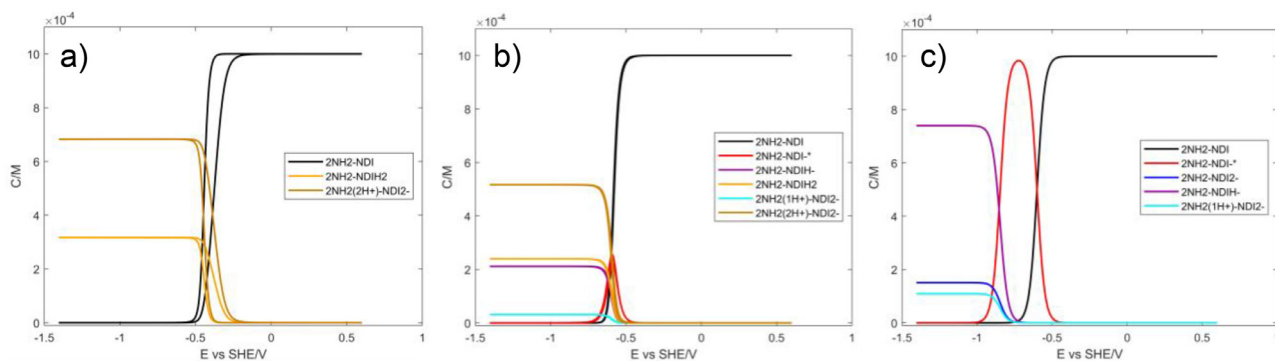 ×10⁻⁴
a)
10
8
6
4
2
0
C/M
2NH2-NDI
2NH2-NDIH2
2NH2(2H+)-NDI2-
-1.5
-1
-0.5
0
0.5
1
E vs SHE/V
×10⁻⁴
b)
10
8
6
4
2
0
C/M
2NH2-NDI
2NH2-NDI-*
2NH2-NDIH-
2NH2-NDIH2
2NH2(1H+)-NDI2-
2NH2(2H+)-NDI2-
-1.5
-1
-0.5
0
0.5
1
E vs SHE/V
×10⁻⁴
c)
10
8
6
4
2
0
C/M
2NH2-NDI
2NH2-NDI-*
2NH2-NDI2-
2NH2-NDIH-
2NH2(1H+)-NDI2-
-1.5
-1
-0.5
0
0.5
1
E vs SHE/V